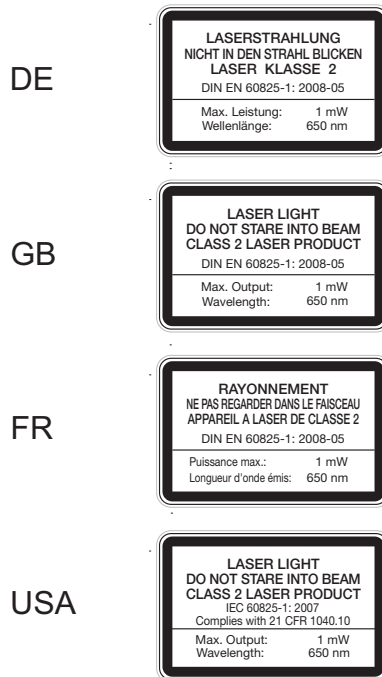 DE
LASERSTRAHLUNG
NICHT IN DEN STRAHL BLICKEN
LASER KLASSE 2
DIN EN 60825-1: 2008-05
Max. Leistung: 1 mW
Wellenlänge: 650 nm
GB
LASER LIGHT
DO NOT STARE INTO BEAM
CLASS 2 LASER PRODUCT
DIN EN 60825-1: 2008-05
Max. Output: 1 mW
Wavelength: 650 nm
FR
RAYONNEMENT
NE PAS REGARDER DANS LE FAISCEAU
APPAREIL A LASER DE CLASSE 2
DIN EN 60825-1: 2008-05
Puissance max.: 1 mW
Longueur d'onde émis: 650 nm
USA
LASER LIGHT
DO NOT STARE INTO BEAM
CLASS 2 LASER PRODUCT
IEC 60825-1: 2007
Complies with 21 CFR 1040.10
Max. Output: 1 mW
Wavelength: 650 nm